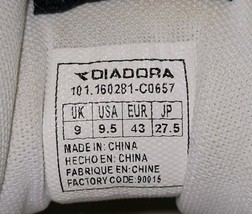 DIADORA
101.160281-C0657
UK USA EUR JP
9 9.5 43 27.5
MADE IN: CHINA
HECHO EN: CHINA
FABRIQUE EN: CHINE
FACTORY CODE: 90015